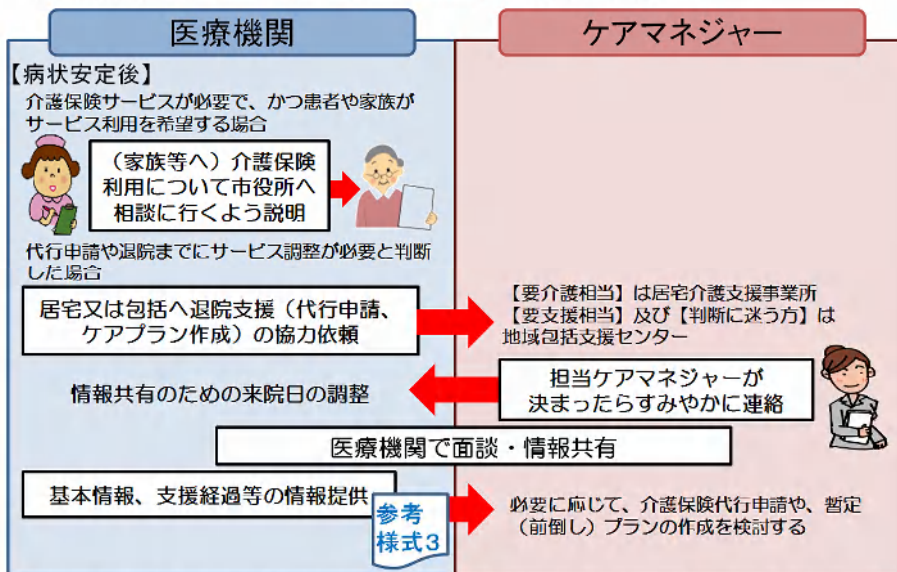 医療機関
ケアマネジャー
【病状安定後】
介護保険サービスが必要で、かつ患者や家族が
サービス利用を希望する場合
（家族等へ）介護保険
利用について市役所へ
相談に行くよう説明
代行申請や退院までにサービス調整が必要と判断
した場合
居宅又は包括へ退院支援（代行申請、
ケアプラン作成）の協力依頼
【要介護相当】は居宅介護支援事業所
【要支援相当】及び【判断に迷う方】は
地域包括支援センター
情報共有のための来院日の調整
担当ケアマネジャーが
決まったらすみやかに連絡
医療機関で面談・情報共有
基本情報、支援経過等の情報提供
参考
様式３
必要に応じて、介護保険代行申請や、暫定
（前倒し）プランの作成を検討する